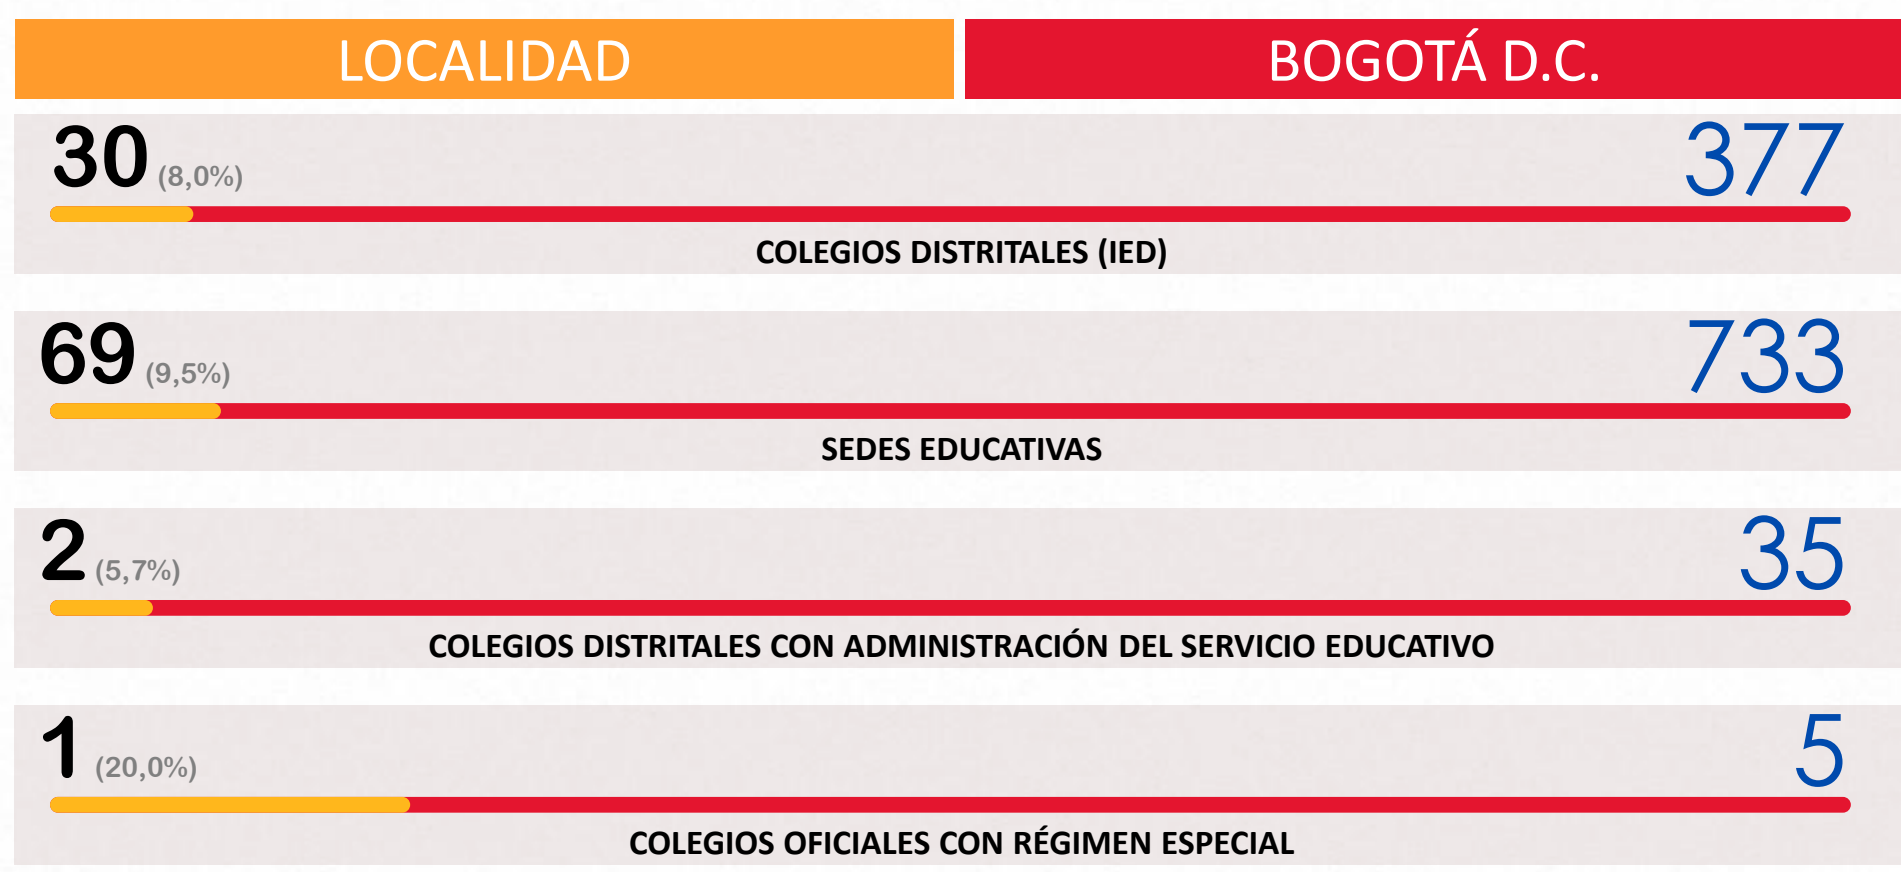 LOCALIDAD
BOGOTÁ D.C.
30 (8,0%)
377
COLEGIOS DISTRITALES (IED)
69 (9,5%)
733
SEDES EDUCATIVAS
2 (5,7%)
35
COLEGIOS DISTRITALES CON ADMINISTRACIÓN DEL SERVICIO EDUCATIVO
1 (20,0%)
5
COLEGIOS OFICIALES CON RÉGIMEN ESPECIAL